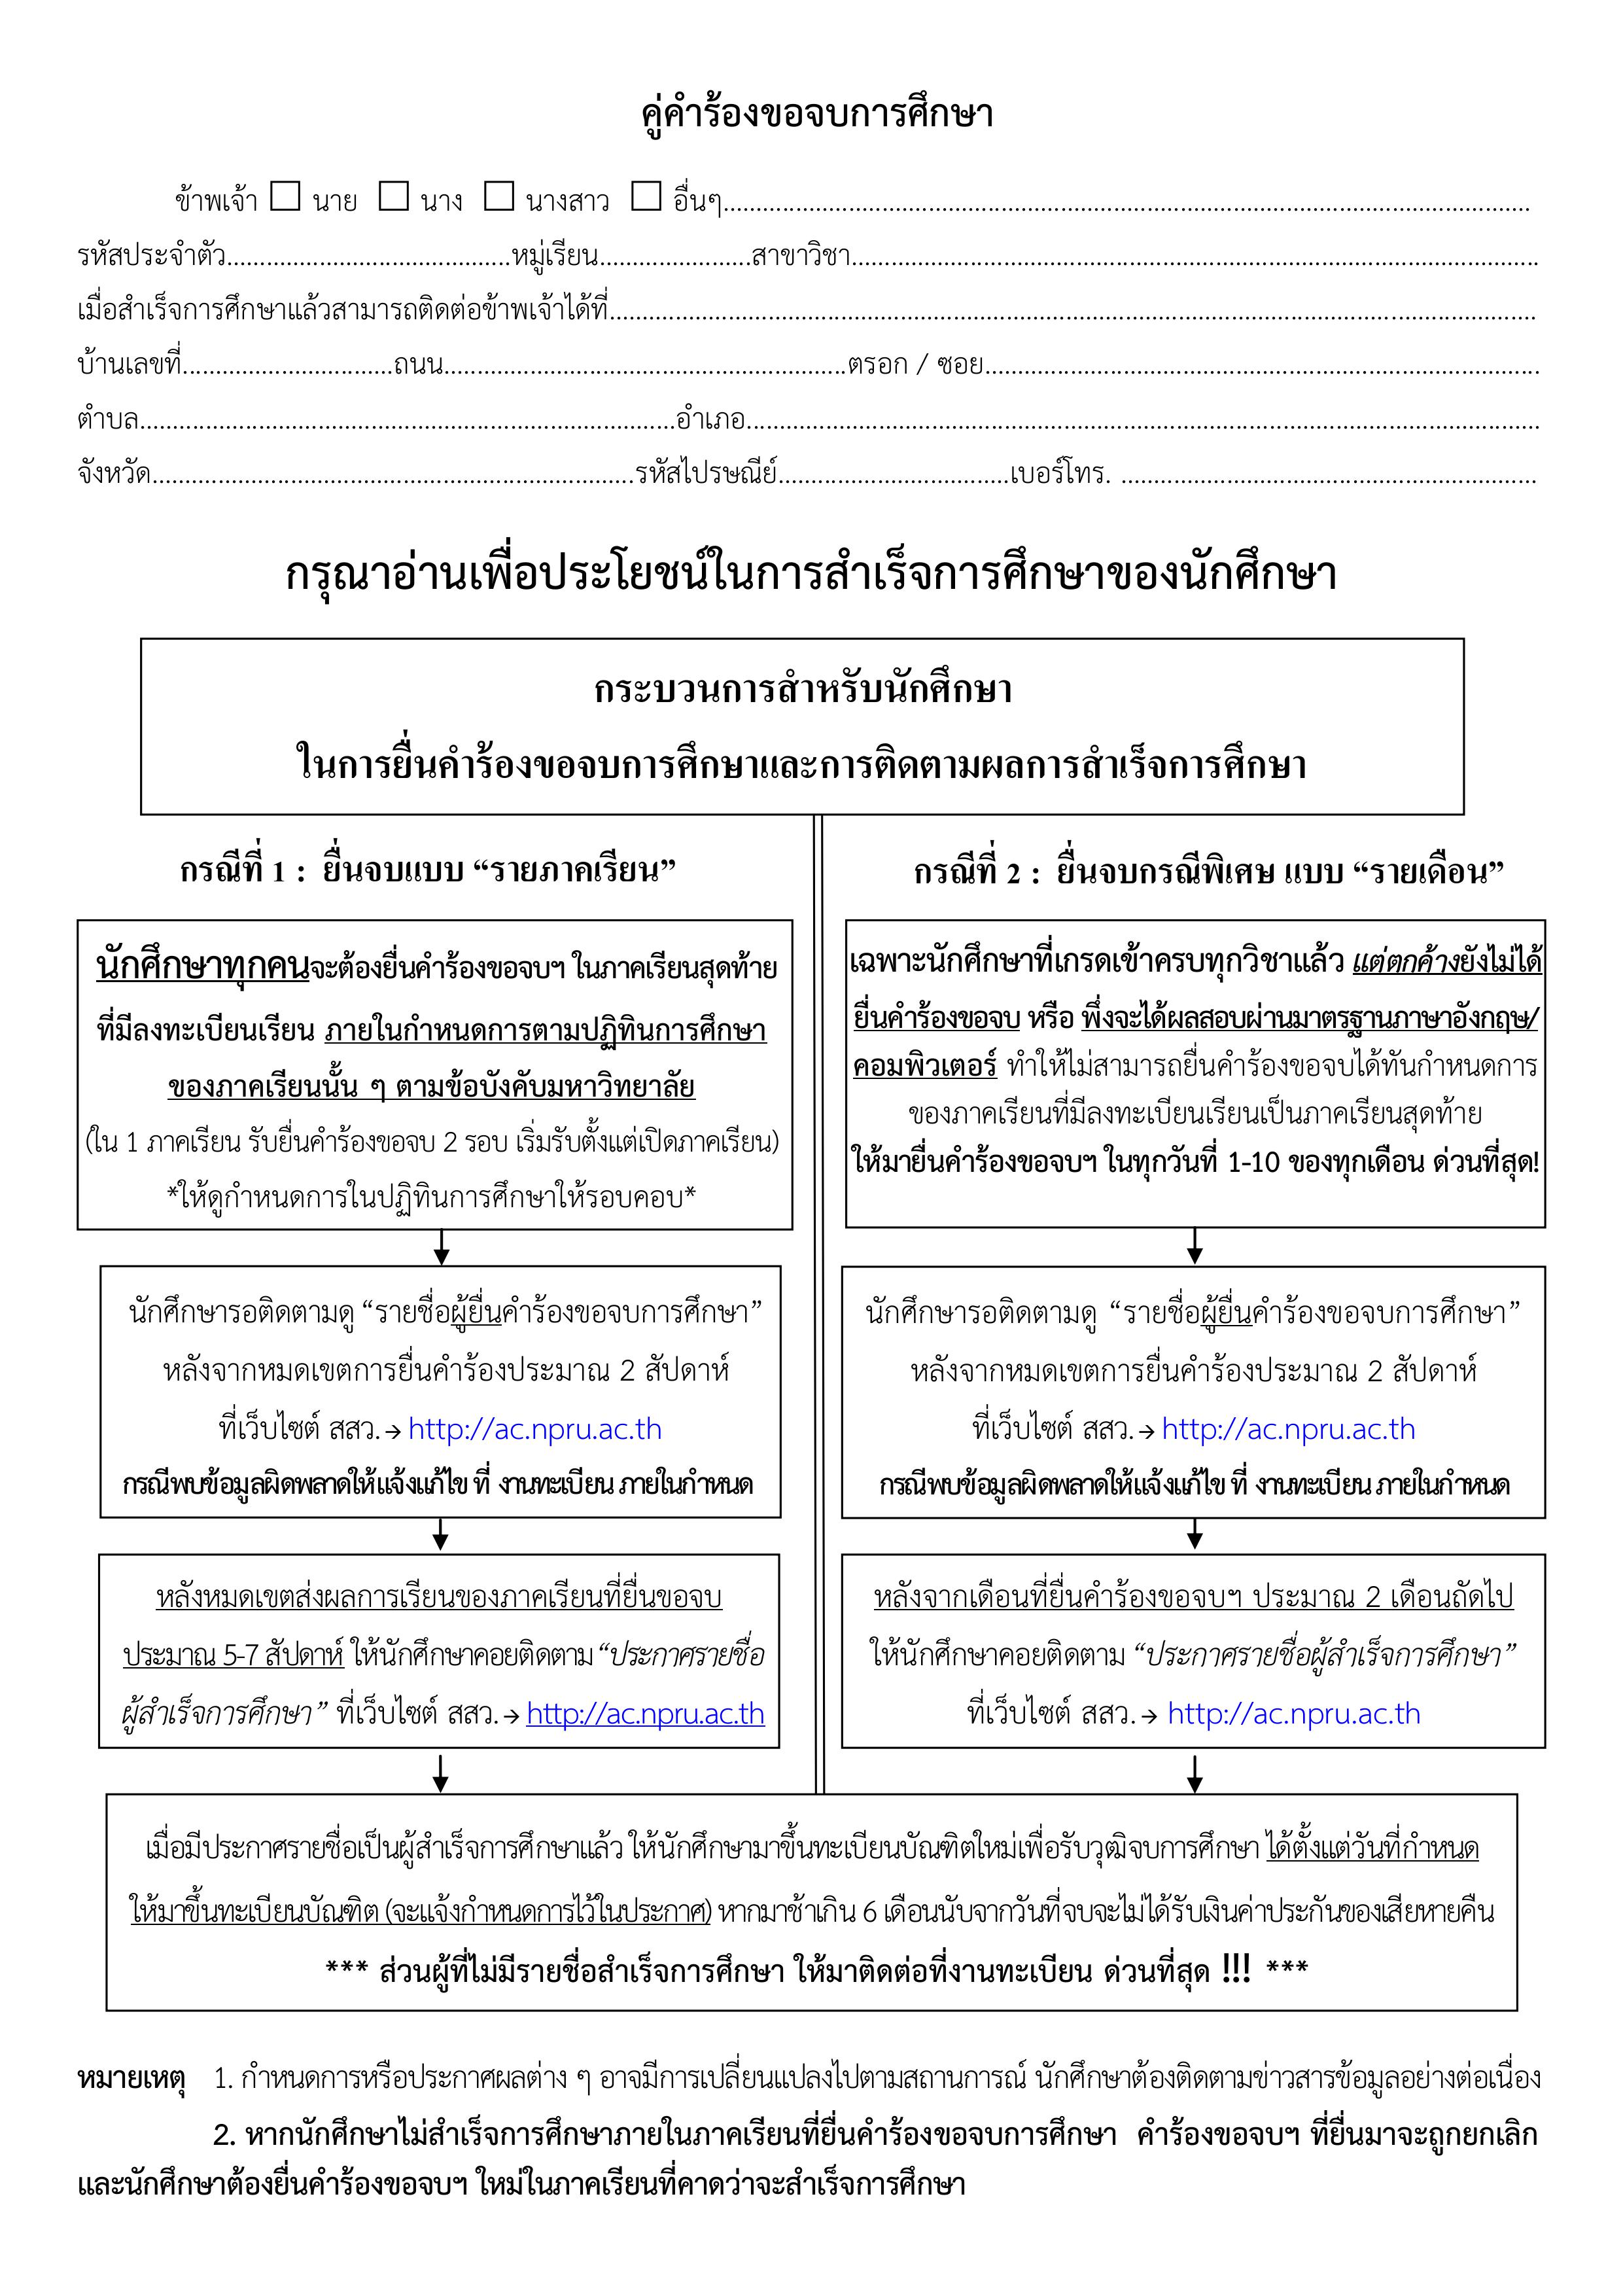 คู่คำร้องขอจบการศึกษา
ข้าพเจ้า ☐ นาย ☐ นาง ☐ นางสาว ☐ อื่นๆ........................................................................................................................
รหัสประจำตัว...........................................หมู่เรียน.......................สาขาวิชา........................................................................................................
เมื่อสำเร็จการศึกษาแล้วสามารถติดต่อข้าพเจ้าได้ที่............................................................................................................................................
บ้านเลขที่................................ถนน.............................................................ตรอก / ซอย....................................................................................
ตำบล.................................................................................อำเภอ........................................................................................................................
จังหวัด.........................................................................รหัสไปรษณีย์...................................เบอร์โทร. ...............................................................
กรุณาอ่านเพื่อประโยชน์ในการสำเร็จการศึกษาของนักศึกษา
กระบวนการสำหรับนักศึกษา
ในการยื่นคำร้องขอจบการศึกษาและการติดตามผลการสำเร็จการศึกษา
กรณีที่ 1 : ยื่นจบแบบ “รายภาคเรียน”
นักศึกษาทุกคนจะต้องยื่นคำร้องขอจบฯ ในภาคเรียนสุดท้าย
ที่มีลงทะเบียนเรียน ภายในกำหนดการตามปฏิทินการศึกษา
ของภาคเรียนนั้น ๆ ตามข้อบังคับมหาวิทยาลัย
(ใน 1 ภาคเรียน รับยื่นคำร้องขอจบ 2 รอบ เริ่มรับตั้งแต่เปิดภาคเรียน)
*ให้ดูกำหนดการในปฏิทินการศึกษาให้รอบคอบ*
นักศึกษารอติดตามดู “รายชื่อผู้ยื่นคำร้องขอจบการศึกษา”
หลังจากหมดเขตการยื่นคำร้องประมาณ 2 สัปดาห์
ที่เว็บไซต์ สสว.→ http://ac.npru.ac.th
กรณีพบข้อมูลผิดพลาดให้แจ้งแก้ไข ที่ งานทะเบียน ภายในกำหนด
หลังหมดเขตส่งผลการเรียนของภาคเรียนที่ยื่นขอจบ
ประมาณ 5-7 สัปดาห์ ให้นักศึกษาคอยติดตาม“ประกาศรายชื่อ
ผู้สำเร็จการศึกษา” ที่เว็บไซต์ สสว.→ http://ac.npru.ac.th
กรณีที่ 2 : ยื่นจบกรณีพิเศษ แบบ “รายเดือน”
เฉพาะนักศึกษาที่เกรดเข้าครบทุกวิชาแล้ว แต่ตกค้างยังไม่ได้
ยื่นคำร้องขอจบ หรือ พึ่งจะได้ผลสอบผ่านมาตรฐานภาษาอังกฤษ/
คอมพิวเตอร์ ทำให้ไม่สามารถยื่นคำร้องขอจบได้ทันกำหนดการ
ของภาคเรียนที่มีลงทะเบียนเรียนเป็นภาคเรียนสุดท้าย
ให้มายื่นคำร้องขอจบฯ ในทุกวันที่ 1-10 ของทุกเดือน ด่วนที่สุด!
นักศึกษารอติดตามดู “รายชื่อผู้ยื่นคำร้องขอจบการศึกษา”
หลังจากหมดเขตการยื่นคำร้องประมาณ 2 สัปดาห์
ที่เว็บไซต์ สสว.→ http://ac.npru.ac.th
กรณีพบข้อมูลผิดพลาดให้แจ้งแก้ไข ที่ งานทะเบียน ภายในกำหนด
หลังจากเดือนที่ยื่นคำร้องขอจบฯ ประมาณ 2 เดือนถัดไป
ให้นักศึกษาคอยติดตาม “ประกาศรายชื่อผู้สำเร็จการศึกษา”
ที่เว็บไซต์ สสว.→ http://ac.npru.ac.th
เมื่อมีประกาศรายชื่อเป็นผู้สำเร็จการศึกษาแล้ว ให้นักศึกษามาขึ้นทะเบียนบัณฑิตใหม่เพื่อรับวุฒิจบการศึกษา ได้ตั้งแต่วันที่กำหนด
ให้มาขึ้นทะเบียนบัณฑิต (จะแจ้งกำหนดการไว้ในประกาศ) หากมาช้าเกิน 6 เดือนนับจากวันที่จบจะไม่ได้รับเงินค่าประกันของเสียหายคืน
*** ส่วนผู้ที่ไม่มีรายชื่อสำเร็จการศึกษา ให้มาติดต่อที่งานทะเบียน ด่วนที่สุด !!! ***
หมายเหตุ 1. กำหนดการหรือประกาศผลต่าง ๆ อาจมีการเปลี่ยนแปลงไปตามสถานการณ์ นักศึกษาต้องติดตามข่าวสารข้อมูลอย่างต่อเนื่อง
2. หากนักศึกษาไม่สำเร็จการศึกษาภายในภาคเรียนที่ยื่นคำร้องขอจบการศึกษา คำร้องขอจบฯ ที่ยื่นมาจะถูกยกเลิก
และนักศึกษาต้องยื่นคำร้องขอจบฯ ใหม่ในภาคเรียนที่คาดว่าจะสำเร็จการศึกษา